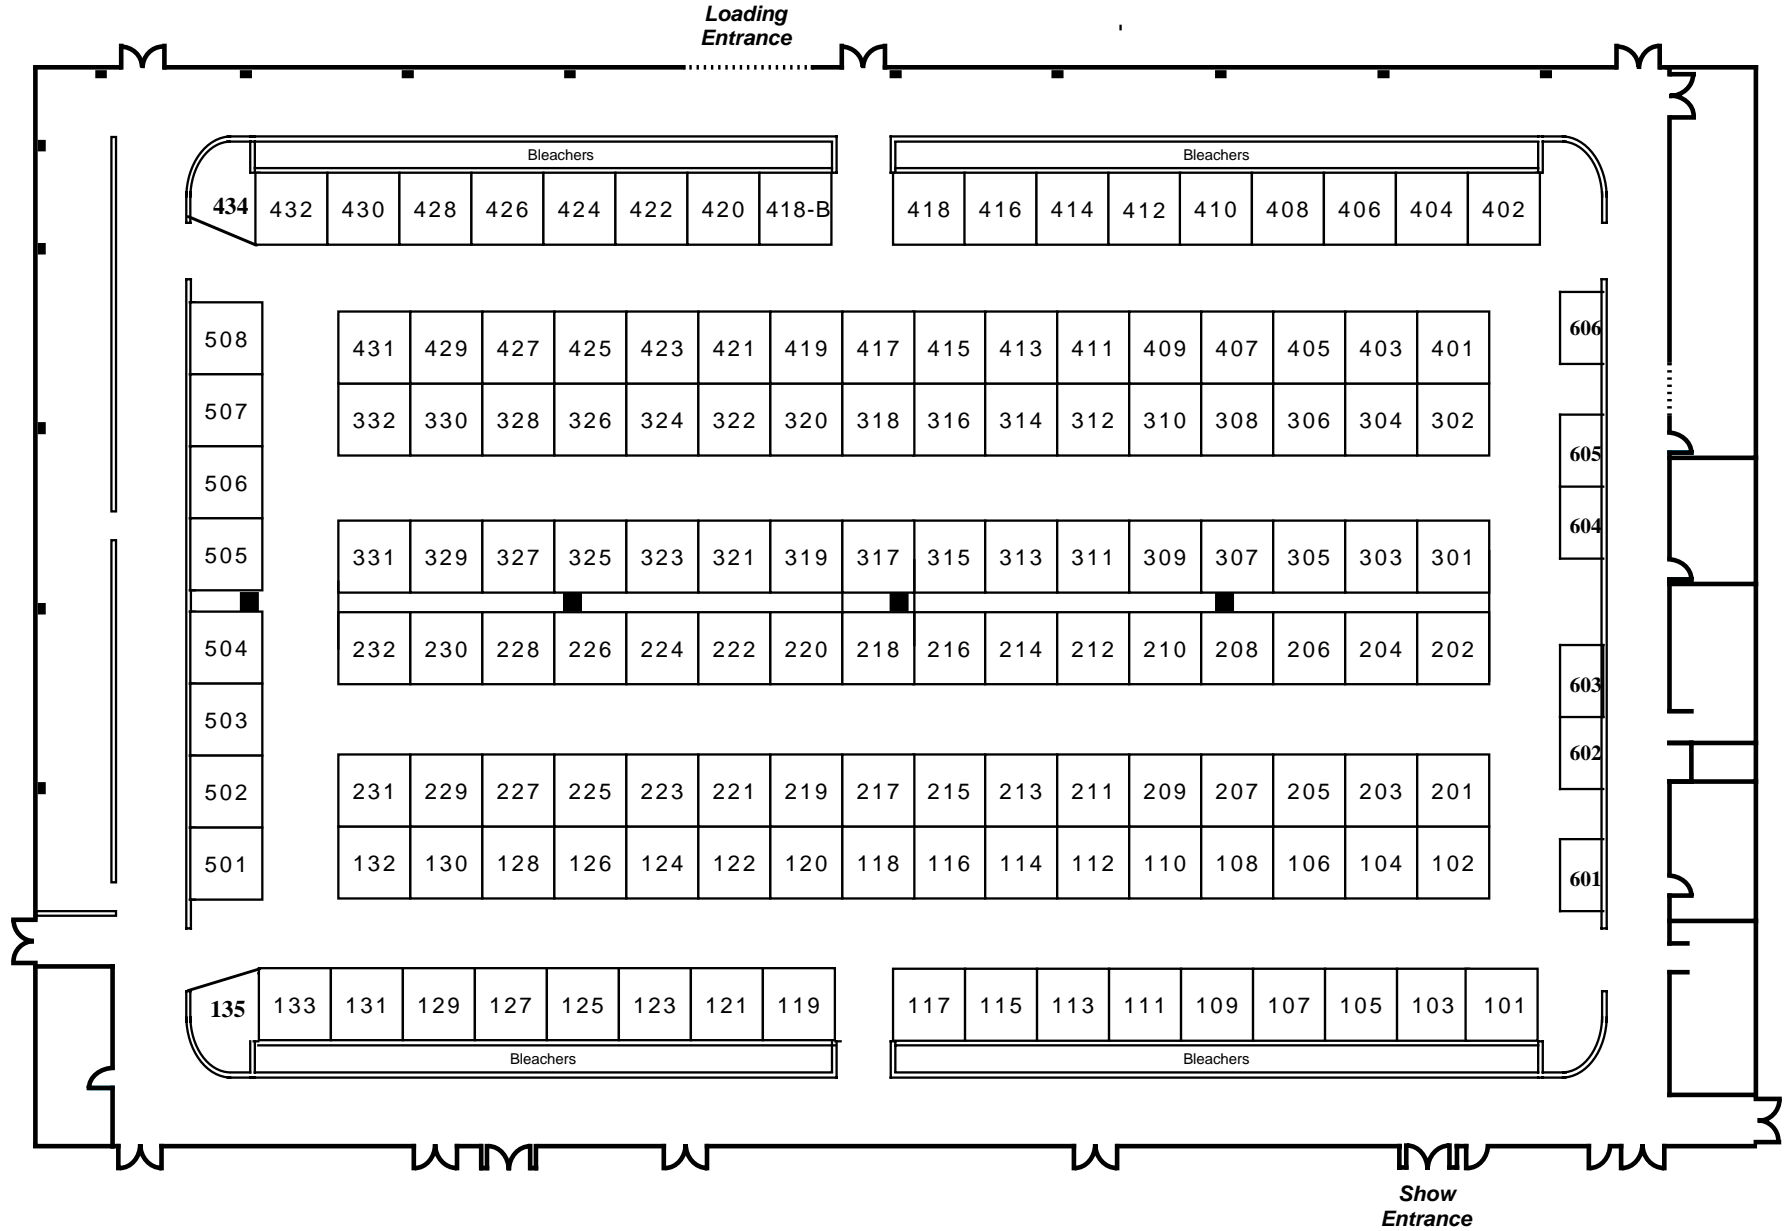 Loading
Entrance
Bleachers Bleachers
434 432 430 428 426 424 422 420 418-B 418 416 414 412 410 408 406 404 402
508 431 429 427 425 423 421 419 417 415 413 411 409 407 405 403 401 606
507 332 330 328 326 324 322 320 318 316 314 312 310 308 306 304 302 605
506 604
505 331 329 327 325 323 321 319 317 315 313 311 309 307 305 303 301
504 232 230 228 226 224 222 220 218 216 214 212 210 208 206 204 202 603
503 602
502 231 229 227 225 223 221 219 217 215 213 211 209 207 205 203 201
501 132 130 128 126 124 122 120 118 116 114 112 110 108 106 104 102 601
135 133 131 129 127 125 123 121 119 117 115 113 111 109 107 105 103 101
Bleachers Bleachers
Show
Entrance